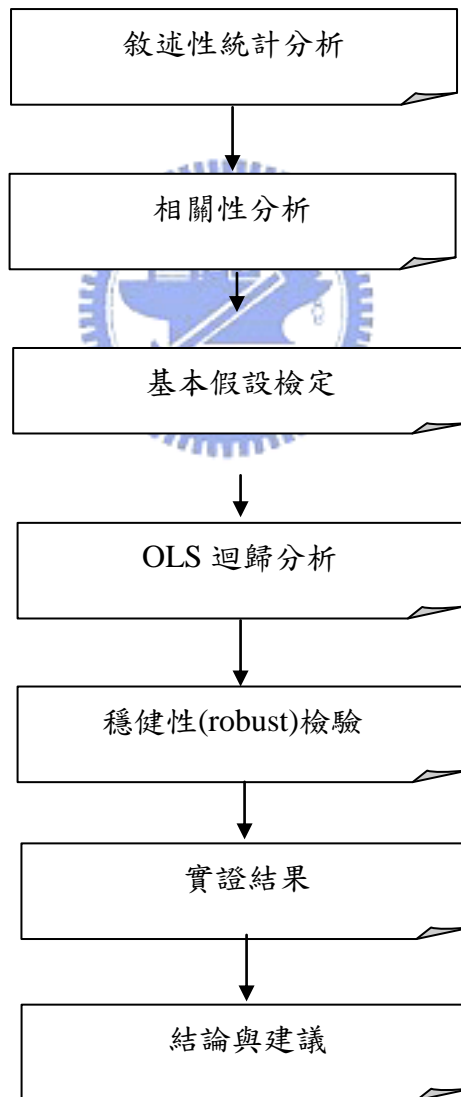 敘述性統計分析
相關性分析
基本假設檢定
OLS 迴歸分析
穩健性(robust)檢驗
實證結果
結論與建議